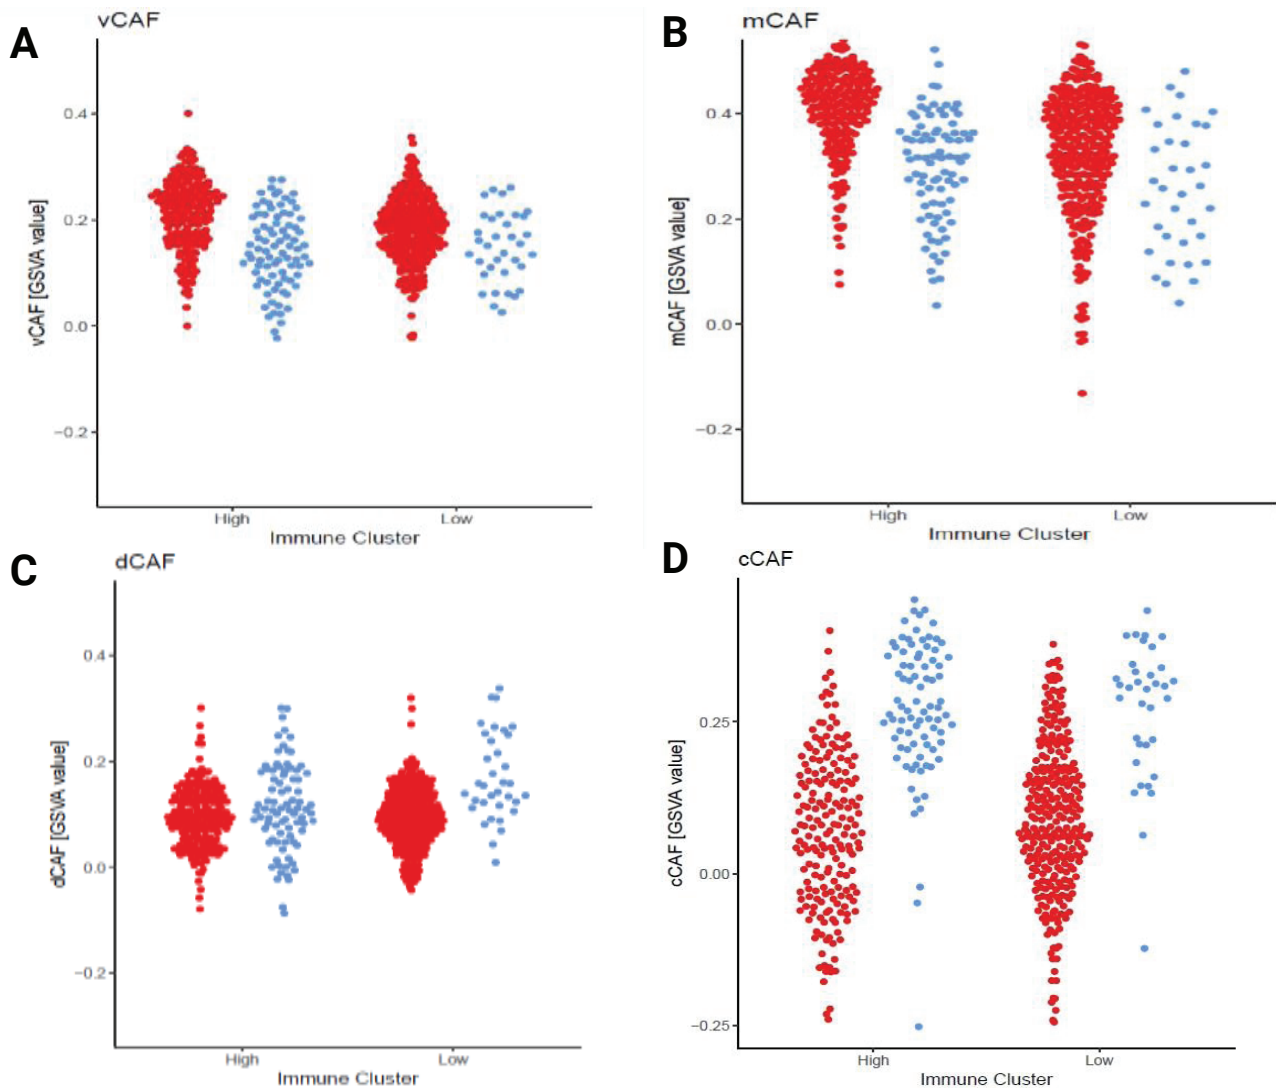 A
vCAF
vCAF [GSVA value]
0.4
0.2
0.0
−0.2
High
Low
Immune Cluster
B
mCAF
mCAF [GSVA value]
0.4
0.2
0.0
−0.2
High
Low
Immune Cluster
C
dCAF
dCAF [GSVA value]
0.4
0.2
0.0
−0.2
High
Low
Immune Cluster
D
cCAF
cCAF [GSVA value]
0.25
0.00
−0.25
High
Low
Immune Cluster